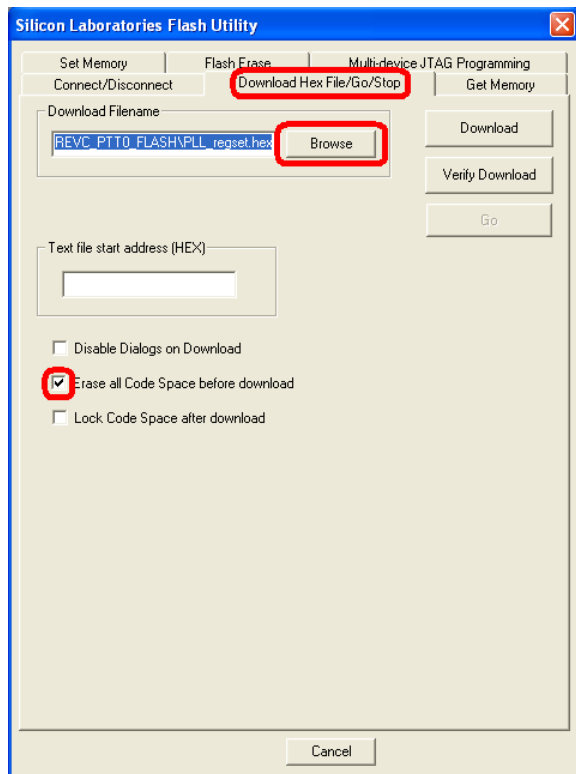 Silicon Laboratories Flash Utility
Set Memory Flash Erase Multi-device JTAG Programming
Connect/Disconnect Download Hex File/Go/Stop Get Memory
Download Filename
REVC_PTT0_FLASH\PLL_regset.hex Browse
Download
Verify Download
Go
Text file start address (HEX)
Disable Dialogs on Download
Erase all Code Space before download
Lock Code Space after download
Cancel